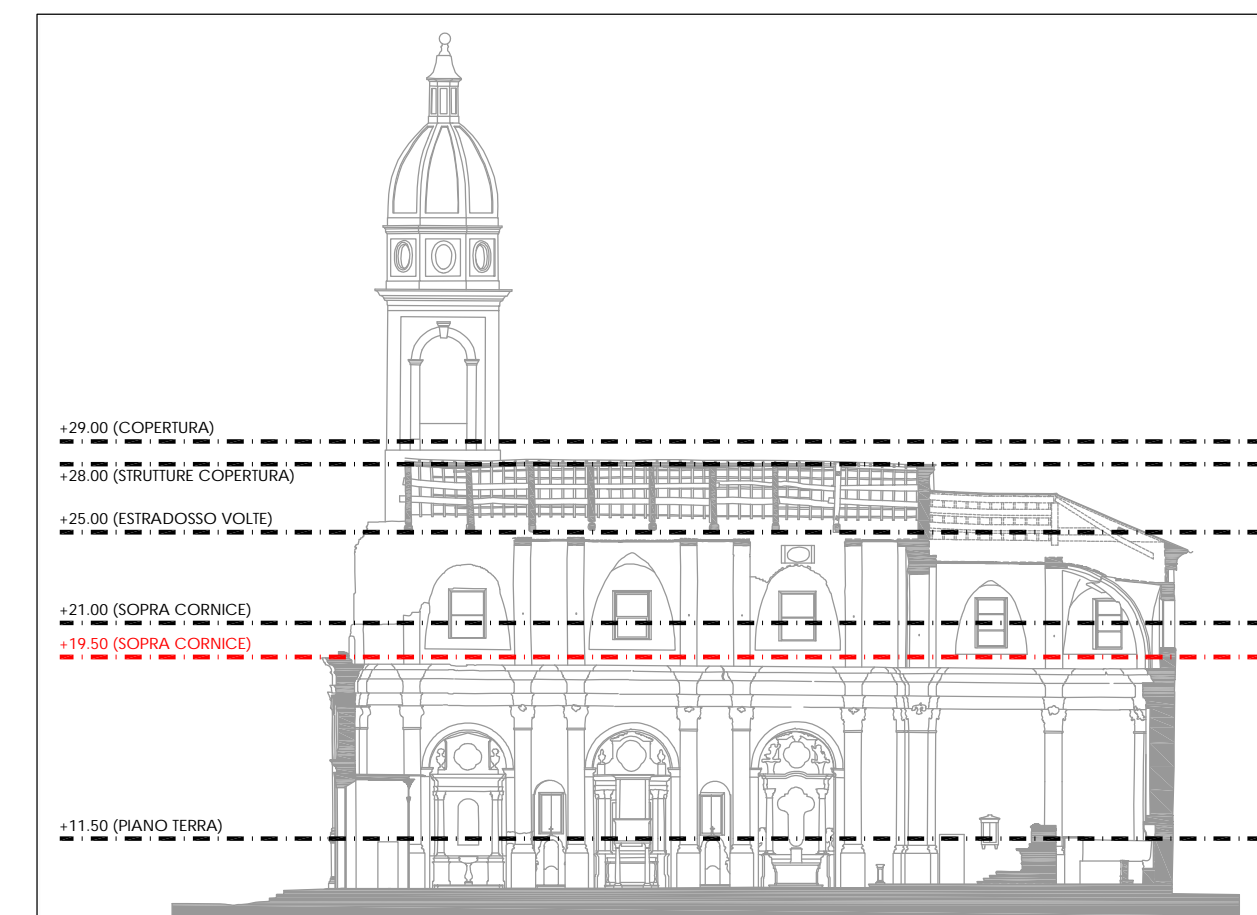 +29.00 (COPERTURA)
+28.00 (STRUTTURE COPERTURA)
+25.00 (ESTRADOSSO VOLTE)
+21.00 (SOPRA CORNICE)
+19.50 (SOPRA CORNICE)
+11.50 (PIANO TERRA)